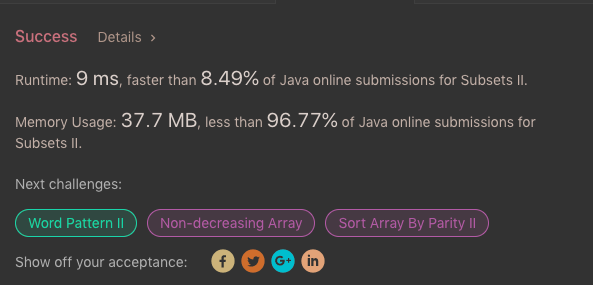 Success Details >
Runtime: 9 ms, faster than 8.49% of Java online submissions for Subsets II.
Memory Usage: 37.7 MB, less than 96.77% of Java online submissions for
Subsets II.
Next challenges:
Word Pattern II Non-decreasing Array Sort Array By Parity II
Show off your acceptance: f G+ in